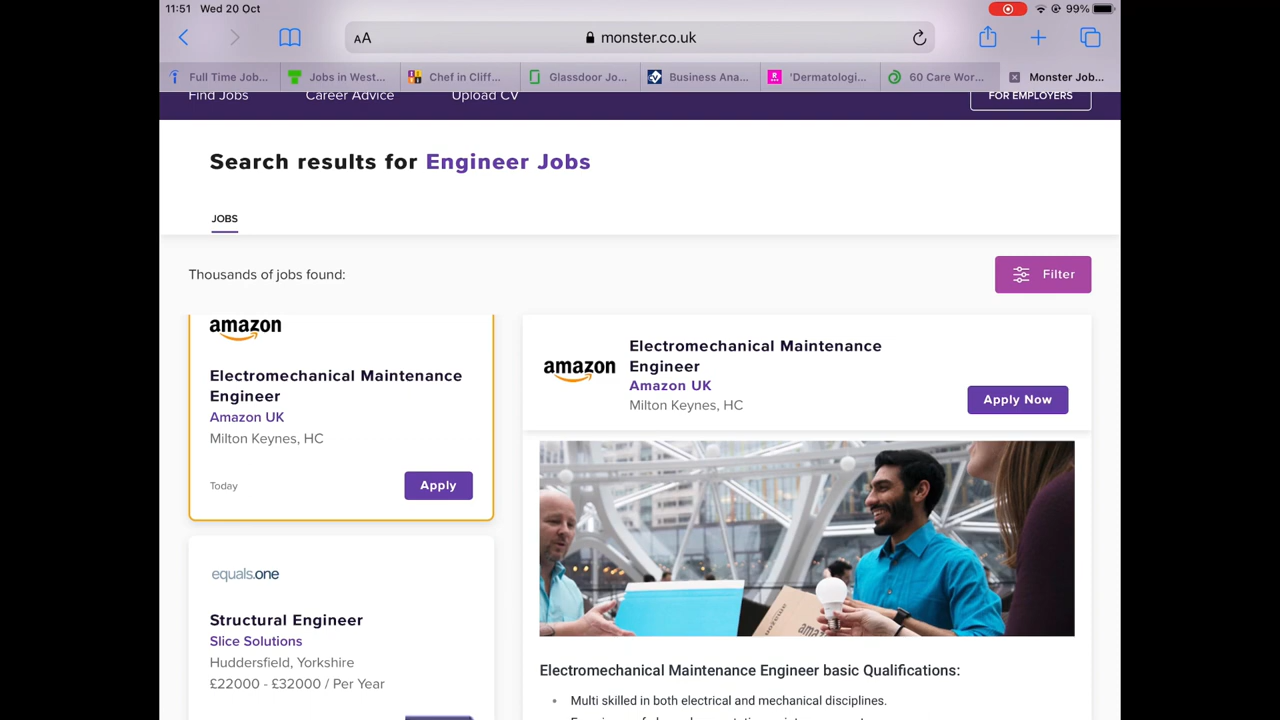 11:51 Wed 20 Oct
99%
AA
monster.co.uk
Full Time Job...
Jobs in West...
Chef in Cliff...
Glassdoor Jo...
Business Ana...
'Dermatologi...
60 Care Wor...
Monster Job...
Find Jobs
Career Advice
Upload CV
FOR EMPLOYERS
Search results for Engineer Jobs
JOBS
Thousands of jobs found:
Filter
amazon
Electromechanical Maintenance
Engineer
Amazon UK
Milton Keynes, HC
Today
Apply
equals.one
Structural Engineer
Slice Solutions
Huddersfield, Yorkshire
£22000 - £32000 / Per Year
amazon
Electromechanical Maintenance
Engineer
Amazon UK
Milton Keynes, HC
Apply Now
amazon
Electromechanical Maintenance Engineer basic Qualifications:
• Multi skilled in both electrical and mechanical disciplines.